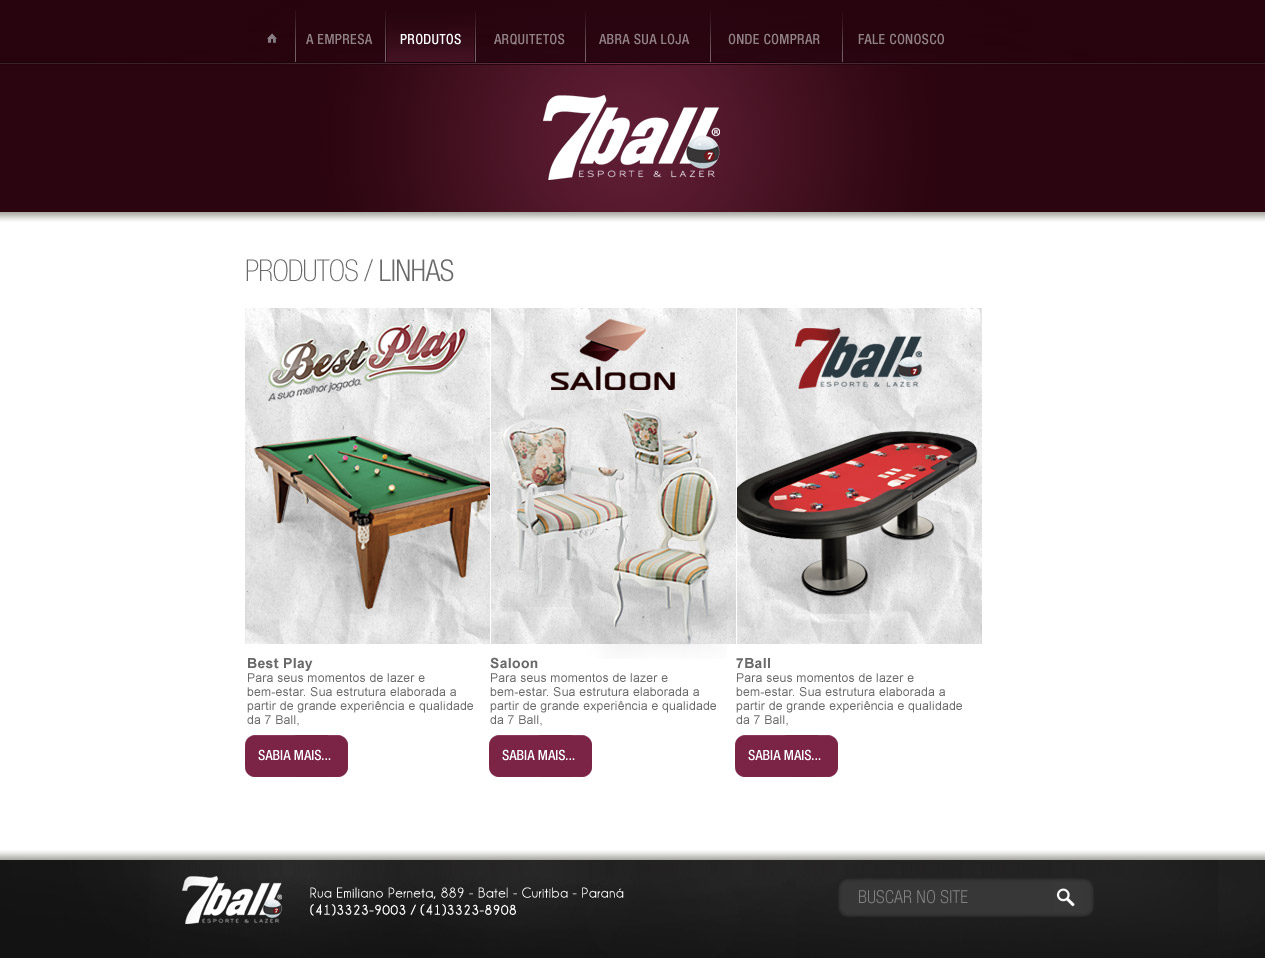 A EMPRESA
PRODUTOS
ARQUITETOS
ABRA SUA LOJA
ONDE COMPRAR
FALE CONOSCO
7ball®
7
ESPORTE & LAZER
PRODUTOS / LINHAS
Best Play
A sua melhor jogada.
SALOON
7ball®
7
ESPORTE & LAZER
Best Play
Para seus momentos de lazer e
bem-estar. Sua estrutura elaborada a
partir de grande experiência e qualidade
da 7 Ball,
SABIA MAIS...
Saloon
Para seus momentos de lazer e
bem-estar. Sua estrutura elaborada a
partir de grande experiência e qualidade
da 7 Ball,
SABIA MAIS...
7Ball
Para seus momentos de lazer e
bem-estar. Sua estrutura elaborada a
partir de grande experiência e qualidade
da 7 Ball,
SABIA MAIS...
7ball
7
ESPORTE & LAZER
Rua Emiliano Perneta, 889 - Batel - Curitiba - Paraná
(41)3323-9003 / (41)3323-8908
BUSCAR NO SITE